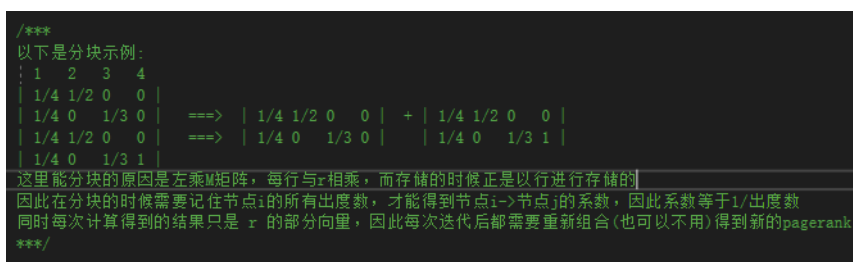 /***
以下是分块示例:
| 1 2 3 4
| 1/4 1/2 0 0 |
| 1/4 0 1/3 0 | ===> | 1/4 1/2 0 0 | + | 1/4 1/2 0 0 |
| 1/4 1/2 0 0 | ===> | 1/4 0 1/3 0 | | 1/4 0 1/3 1 |
| 1/4 0 1/3 1 |
这里能分块的原因是左乘M矩阵，每行与r相乘，而存储的时候正是以行进行存储的
因此在分块的时候需要记住节点i的所有出度数，才能得到节点i->节点j的系数，因此系数等于1/出度数
同时每次计算得到的结果只是 r 的部分向里，因此每次迭代后都需要重新组合(也可以不用)得到新的pagerank
***/